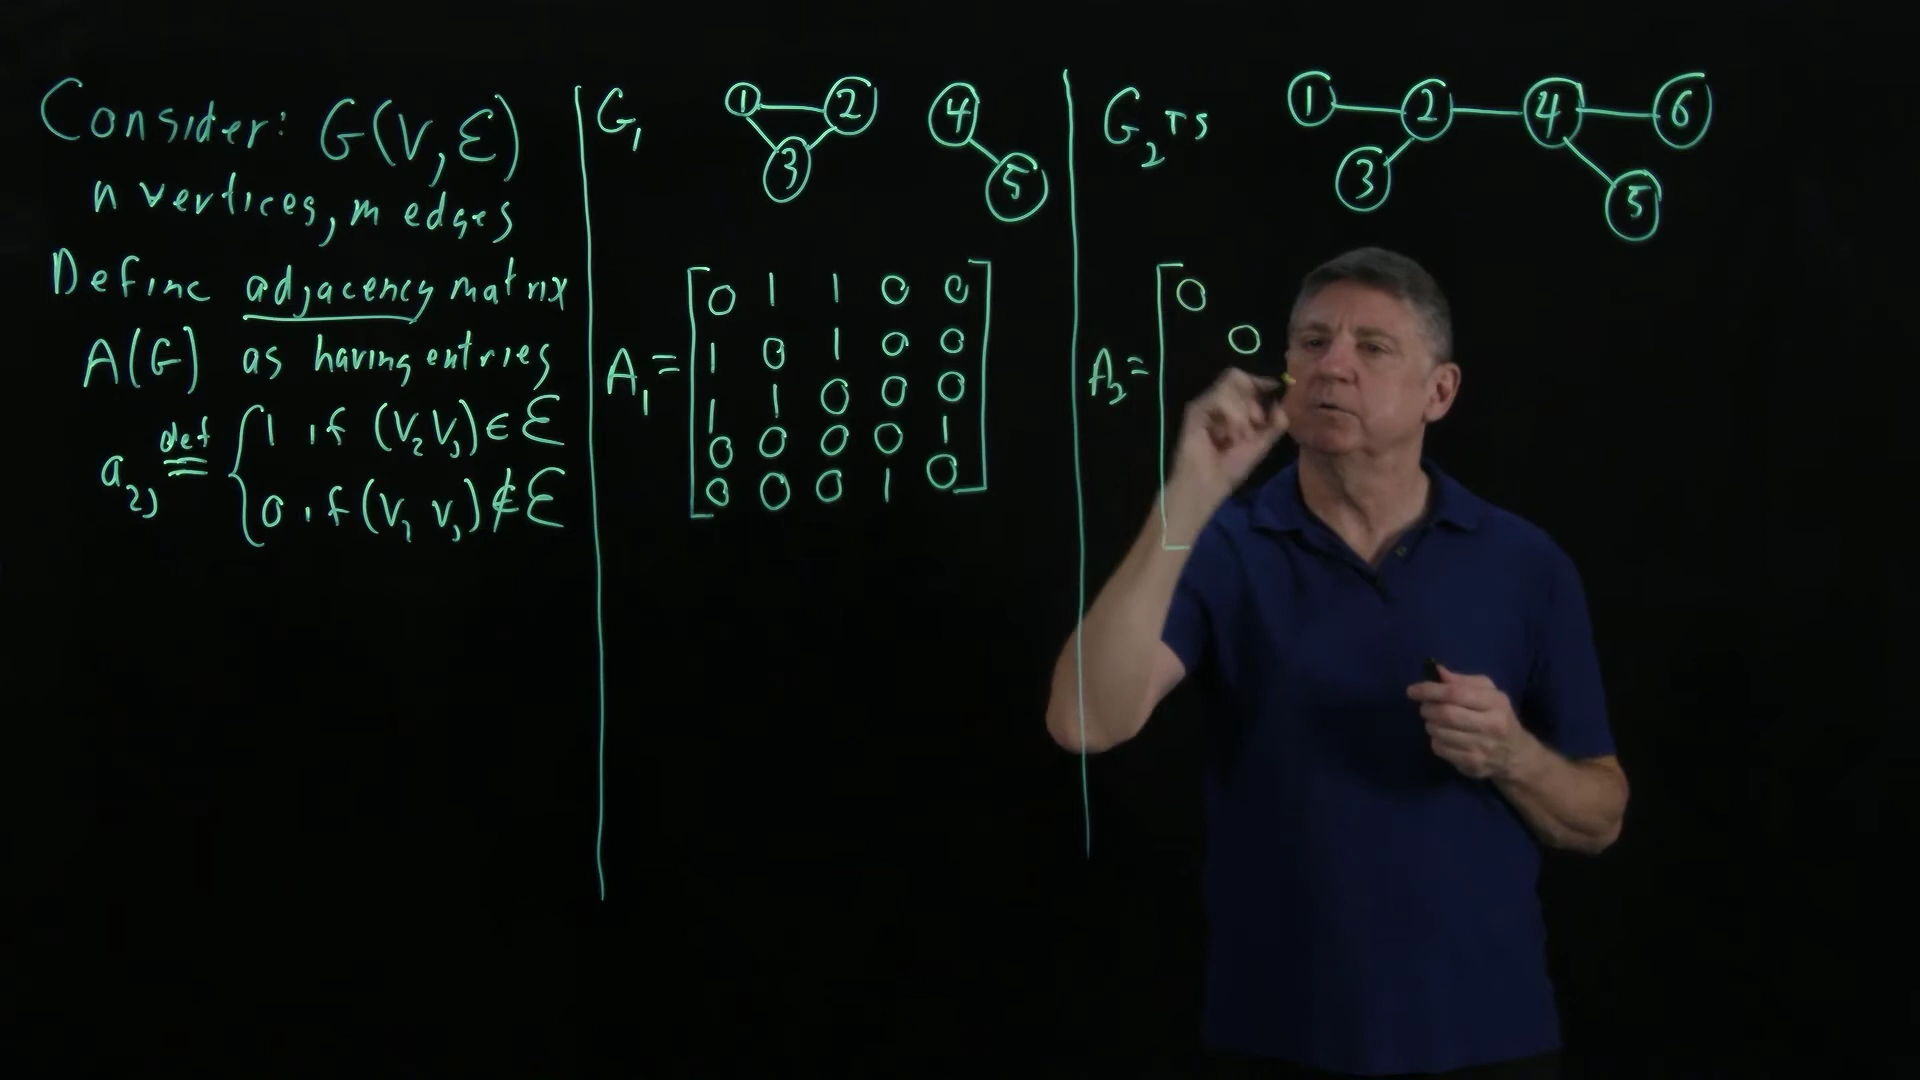 Consider: G(V, Ɛ)
n vertices, m edges
Define adjacency matrix
A(G) as having entries
a₂ⱼ ≝ { 1 if (V₂ Vⱼ) ∈ Ɛ
0 if (Vᵢ Vⱼ) ∉ Ɛ
G₁
1 2 4
3 5
A₁ =
0 1 1 0 0
1 0 1 0 0
1 1 0 0 0
0 0 0 0 1
0 0 0 1 0
G₂ TS
1 2 4 6
3 5
A₂ =
0
0